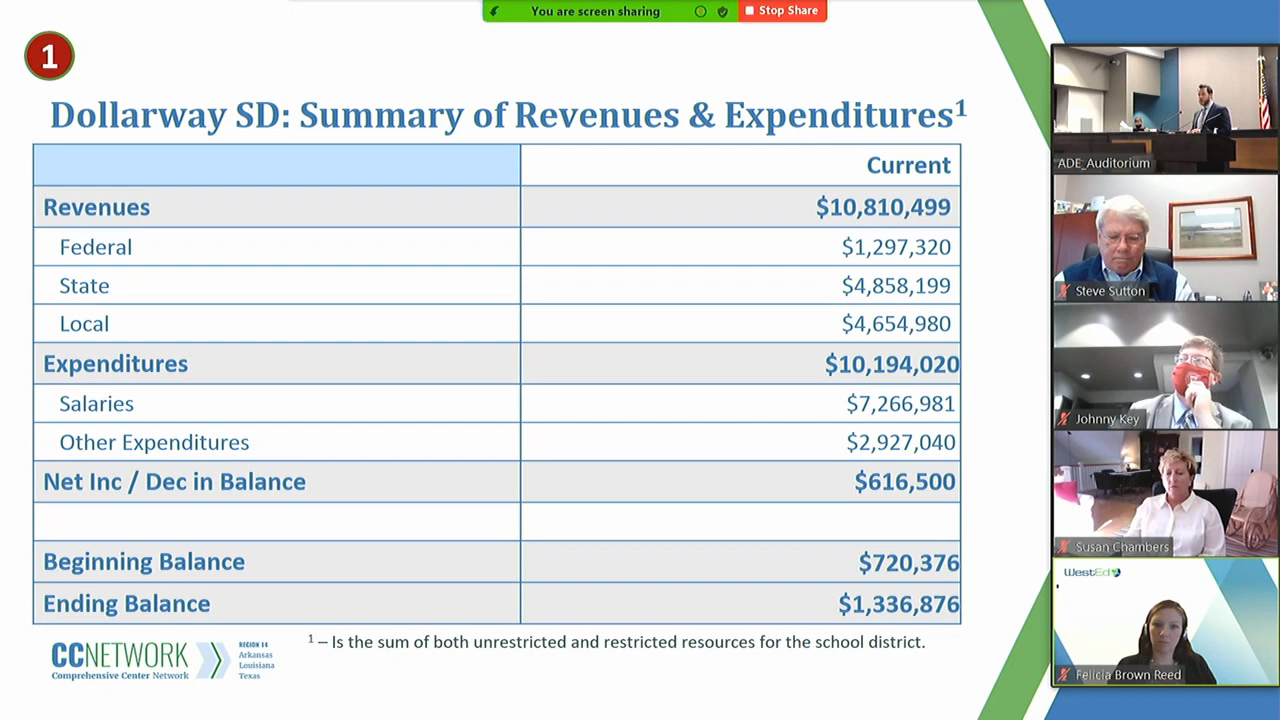 You are screen sharing
Stop Share
1
Dollarway SD: Summary of Revenues & Expenditures¹
Current
Revenues $10,810,499
Federal $1,297,320
State $4,858,199
Local $4,654,980
Expenditures $10,194,020
Salaries $7,266,981
Other Expenditures $2,927,040
Net Inc / Dec in Balance $616,500
Beginning Balance $720,376
Ending Balance $1,336,876
¹ – Is the sum of both unrestricted and restricted resources for the school district.
CCNETWORK
Comprehensive Center Network
REGION 14
Arkansas
Louisiana
Texas
ADE_Auditorium
Steve Sutton
Johnny Key
Susan Chambers
WestEd
Felicia Brown Reed